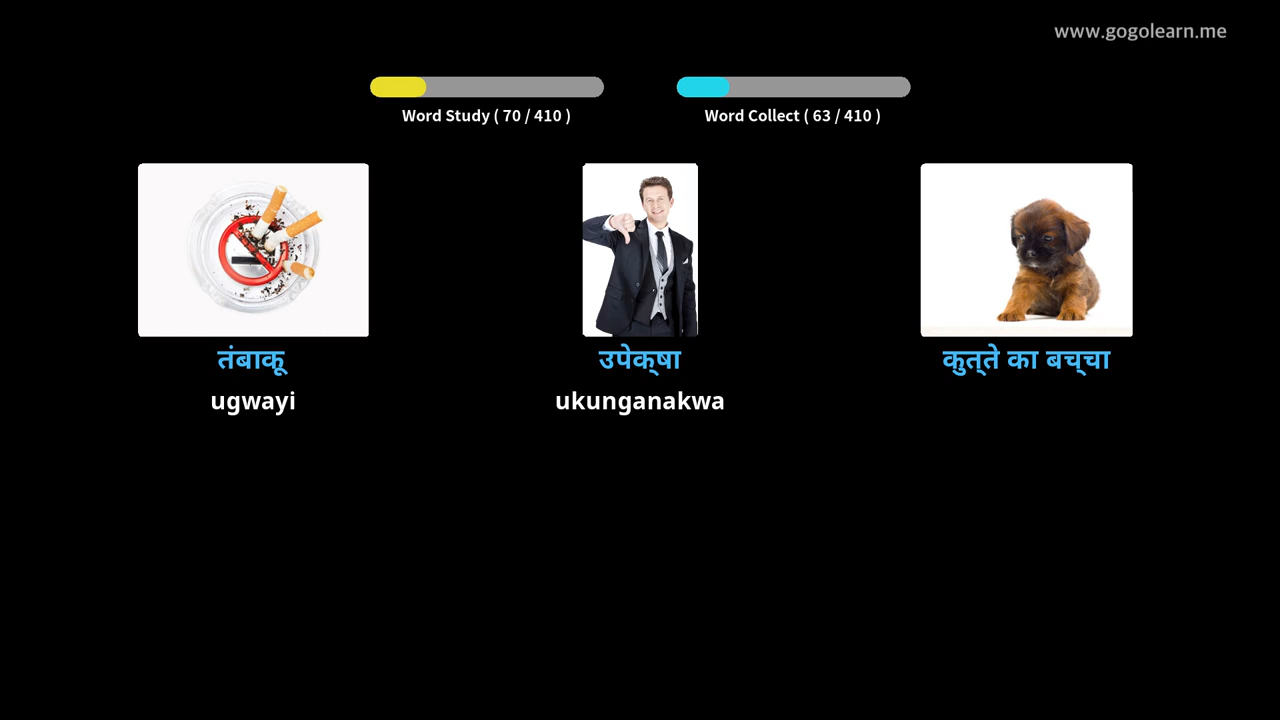 www.gogolearn.me
Word Study ( 70 / 410 )
Word Collect ( 63 / 410 )
तंबाकू
उपेक्षा
कुत्ते का बच्चा
ugwayi
ukunganakwa